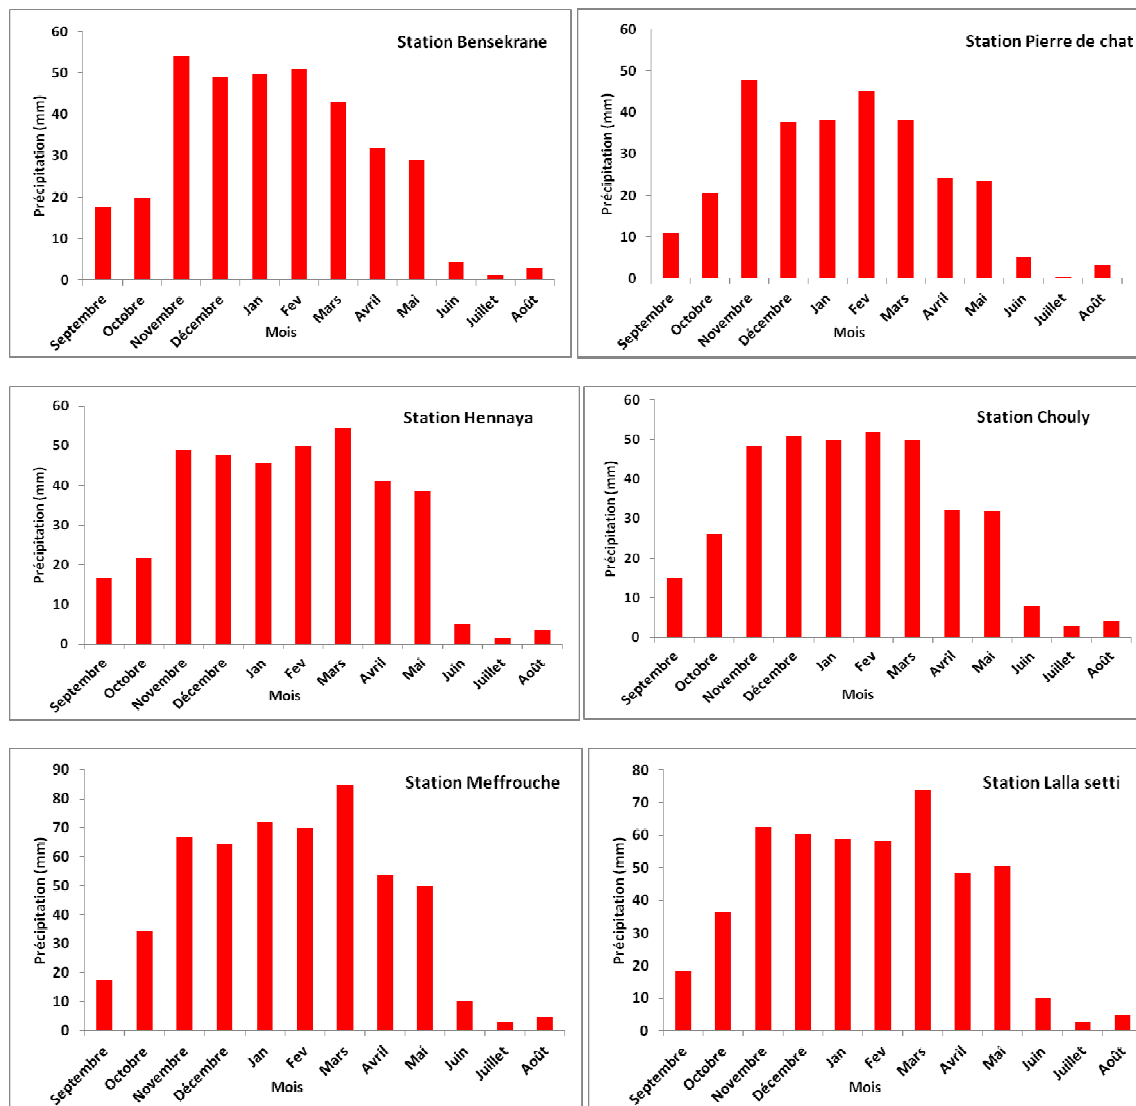 Station Bensekrane
Précipitation (mm)
60
50
40
30
20
10
0
Septembre
Octobre
Novembre
Décembre
Jan
Fev
Mars
Avril
Mai
Juin
Juillet
Août
Mois
Station Pierre de chat
Précipitation (mm)
60
50
40
30
20
10
0
Septembre
Octobre
Novembre
Décembre
Jan
Fev
Mars
Avril
Mai
Juin
Juillet
Août
Mois
Station Hennaya
Précipitation (mm)
60
50
40
30
20
10
0
Septembre
Octobre
Novembre
Décembre
Jan
Fev
Mars
Avril
Mai
Juin
Juillet
Août
Mois
Station Chouly
Précipitation (mm)
60
50
40
30
20
10
0
Septembre
Octobre
Novembre
Décembre
Jan
Fev
Mars
Avril
Mai
Juin
Juillet
Août
Mois
Station Meffrouche
Précipitation (mm)
90
80
70
60
50
40
30
20
10
0
Septembre
Octobre
Novembre
Décembre
Jan
Fev
Mars
Avril
Mai
Juin
Juillet
Août
Mois
Station Lalla setti
Précipitation (mm)
80
70
60
50
40
30
20
10
0
Septembre
Octobre
Novembre
Décembre
Jan
Fev
Mars
Avril
Mai
Juin
Juillet
Août
Mois